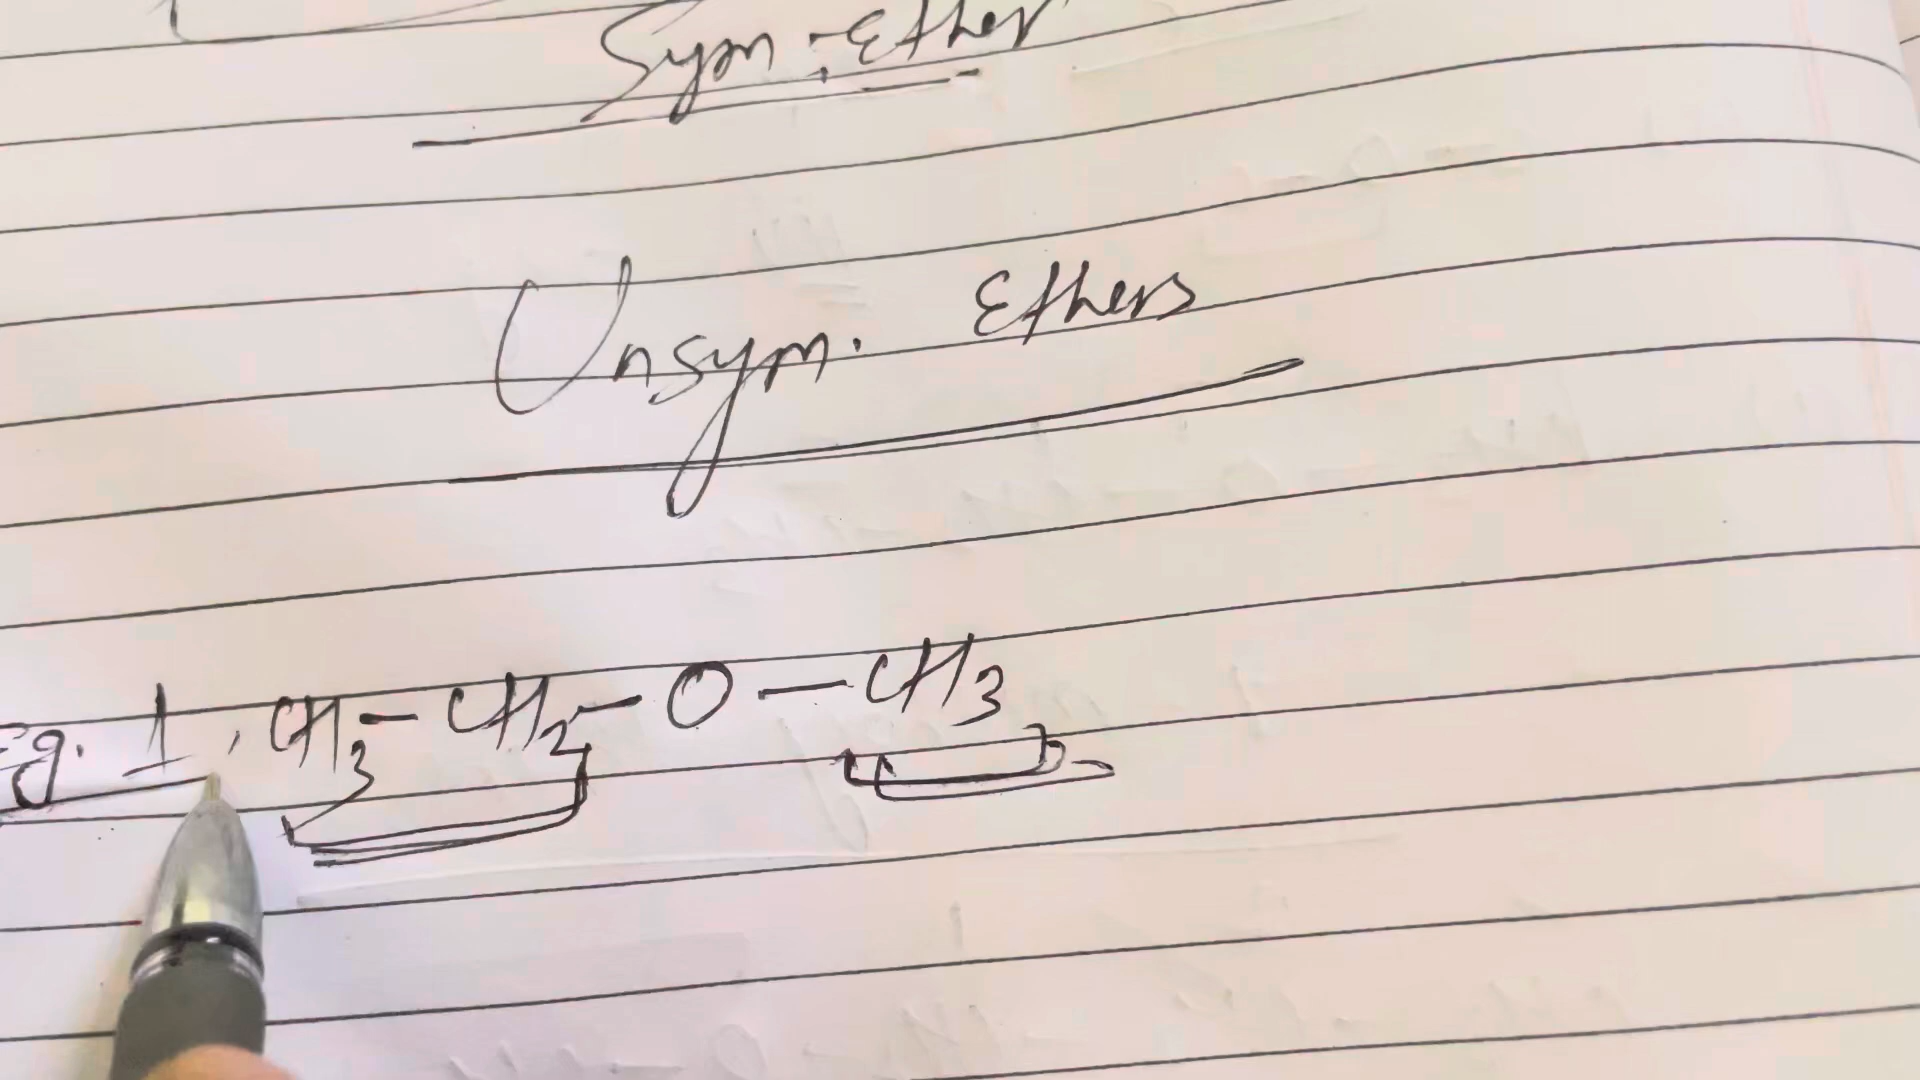 Sym. Ether
Unsym. Ethers
Eg. 1, CH3 - CH2 - O - CH3